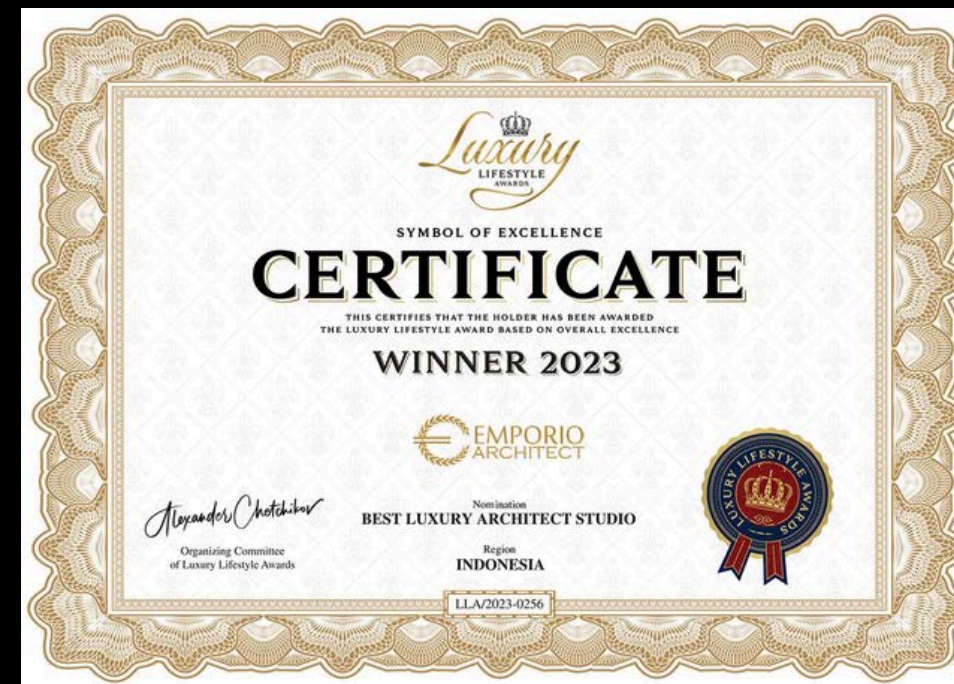 Luxury
LIFESTYLE
AWARDS
SYMBOL OF EXCELLENCE
CERTIFICATE
THIS CERTIFIES THAT THE HOLDER HAS BEEN AWARDED
THE LUXURY LIFESTYLE AWARD BASED ON OVERALL EXCELLENCE
WINNER 2023
EMPORIO
ARCHITECT
Alexander Chetchikov
Organizing Committee
of Luxury Lifestyle Awards
Nomination
BEST LUXURY ARCHITECT STUDIO
Region
INDONESIA
LUXURY LIFESTYLE AWARDS
LLA/2023-0256